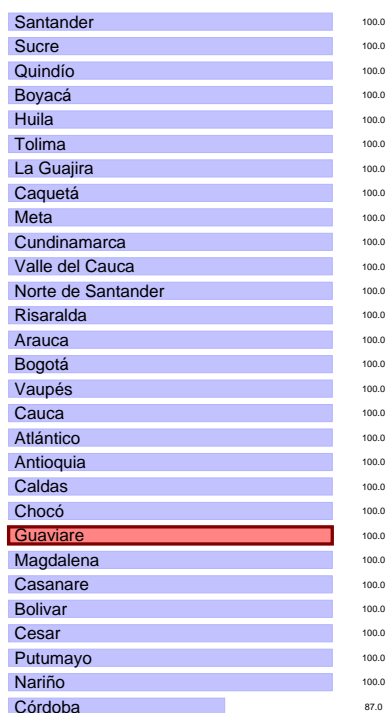 Santander 100.0
Sucre 100.0
Quindío 100.0
Boyacá 100.0
Huila 100.0
Tolima 100.0
La Guajira 100.0
Caquetá 100.0
Meta 100.0
Cundinamarca 100.0
Valle del Cauca 100.0
Norte de Santander 100.0
Risaralda 100.0
Arauca 100.0
Bogotá 100.0
Vaupés 100.0
Cauca 100.0
Atlántico 100.0
Antioquia 100.0
Caldas 100.0
Chocó 100.0
Guaviare 100.0
Magdalena 100.0
Casanare 100.0
Bolivar 100.0
Cesar 100.0
Putumayo 100.0
Nariño 100.0
Córdoba 87.0